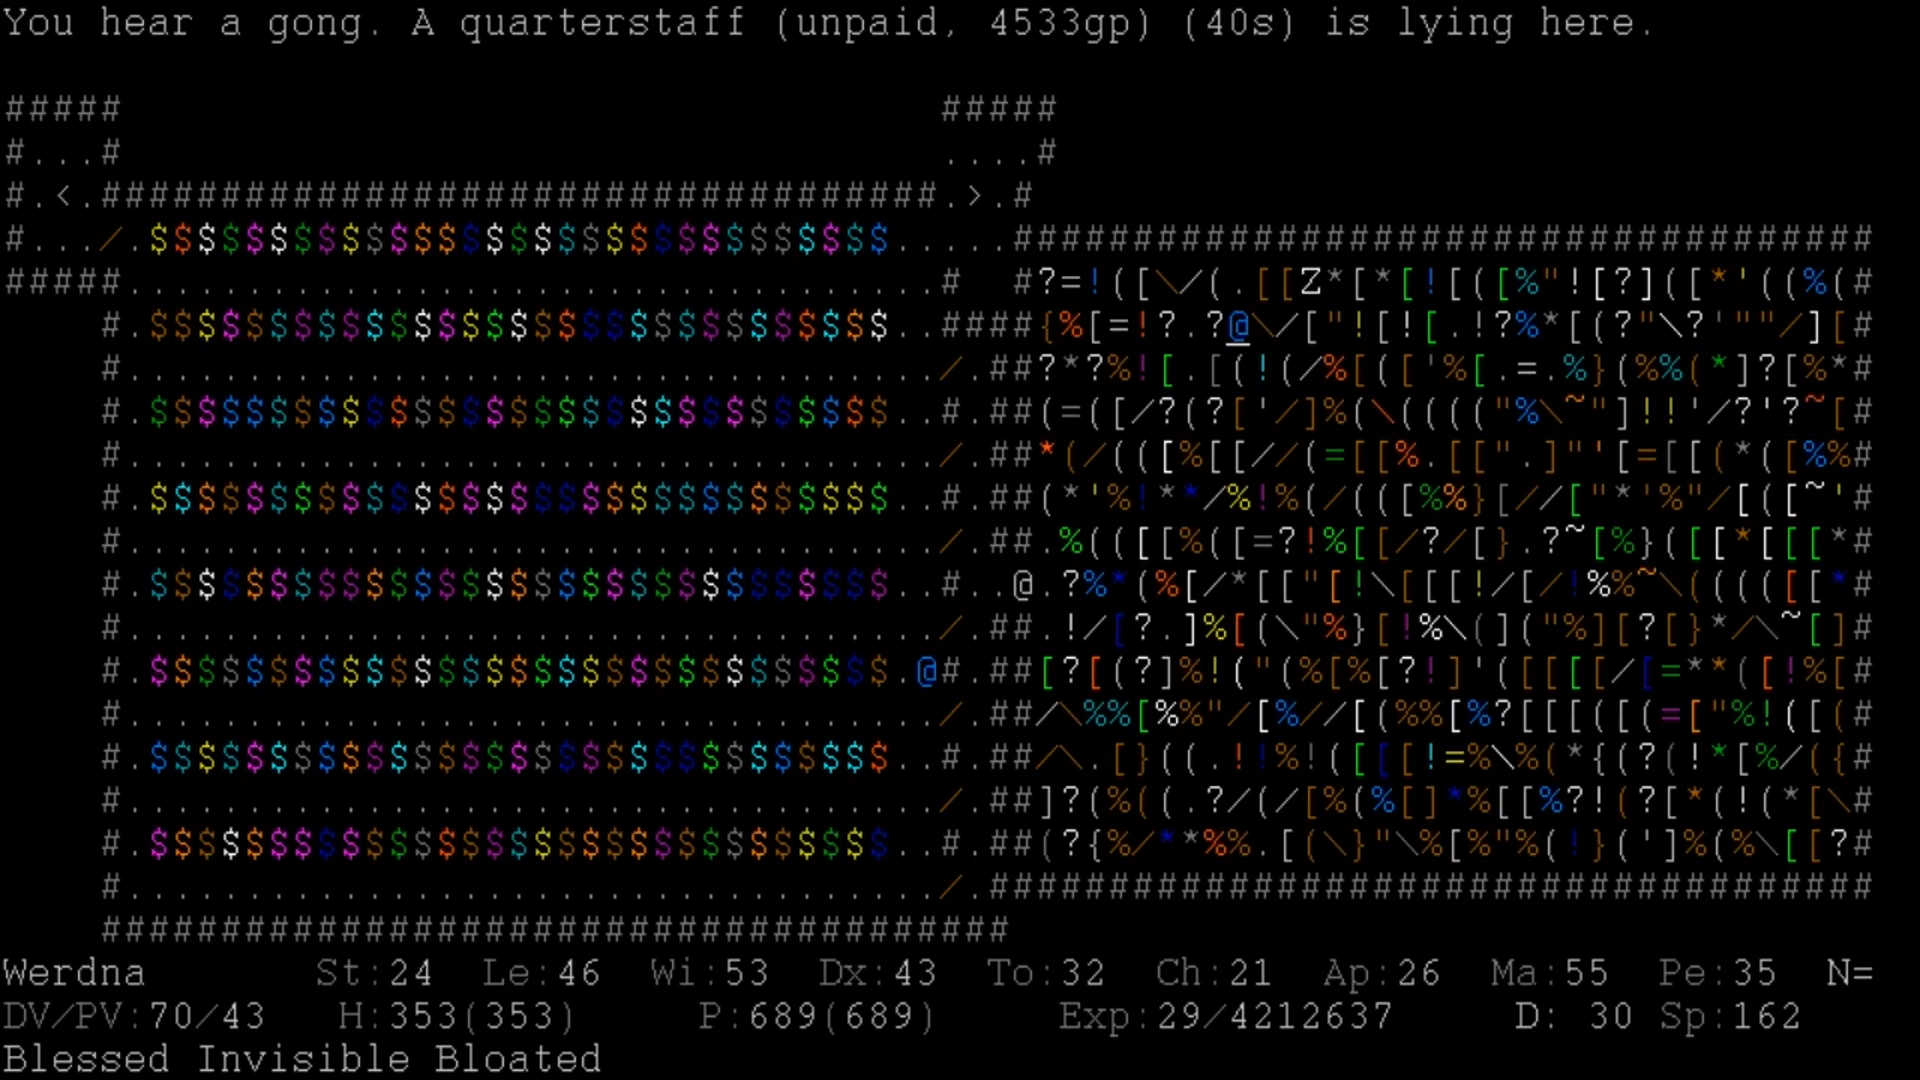 You hear a gong. A quarterstaff (unpaid, 4533gp) (40s) is lying here.
Werdna St:24 Le:46 Wi:53 Dx:43 To:32 Ch:21 Ap:26 Ma:55 Pe:35 N=
DV/PV:70/43 H:353(353) P:689(689) Exp:29/4212637 D: 30 Sp:162
Blessed Invisible Bloated